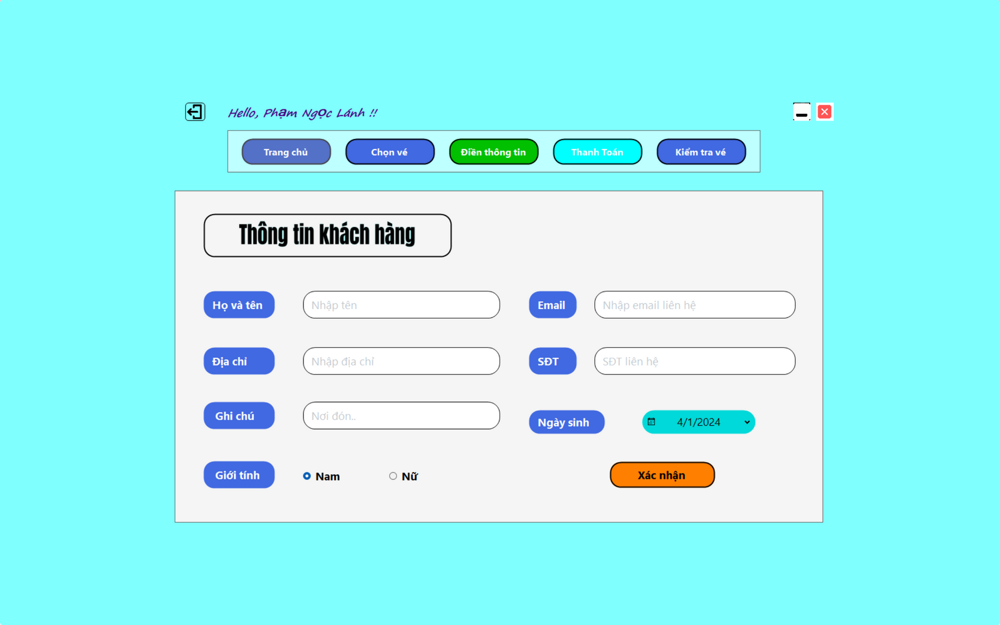 Hello, Phạm Ngọc Lánh !!
Trang chủ
Chọn vé
Điền thông tin
Thanh Toán
Kiểm tra vé
Thông tin khách hàng
Họ và tên
Nhập tên
Email
Nhập email liên hệ
Địa chỉ
Nhập địa chỉ
SĐT
SĐT liên hệ
Ghi chú
Nơi đón..
Ngày sinh
4/1/2024
Giới tính
Nam
Nữ
Xác nhận